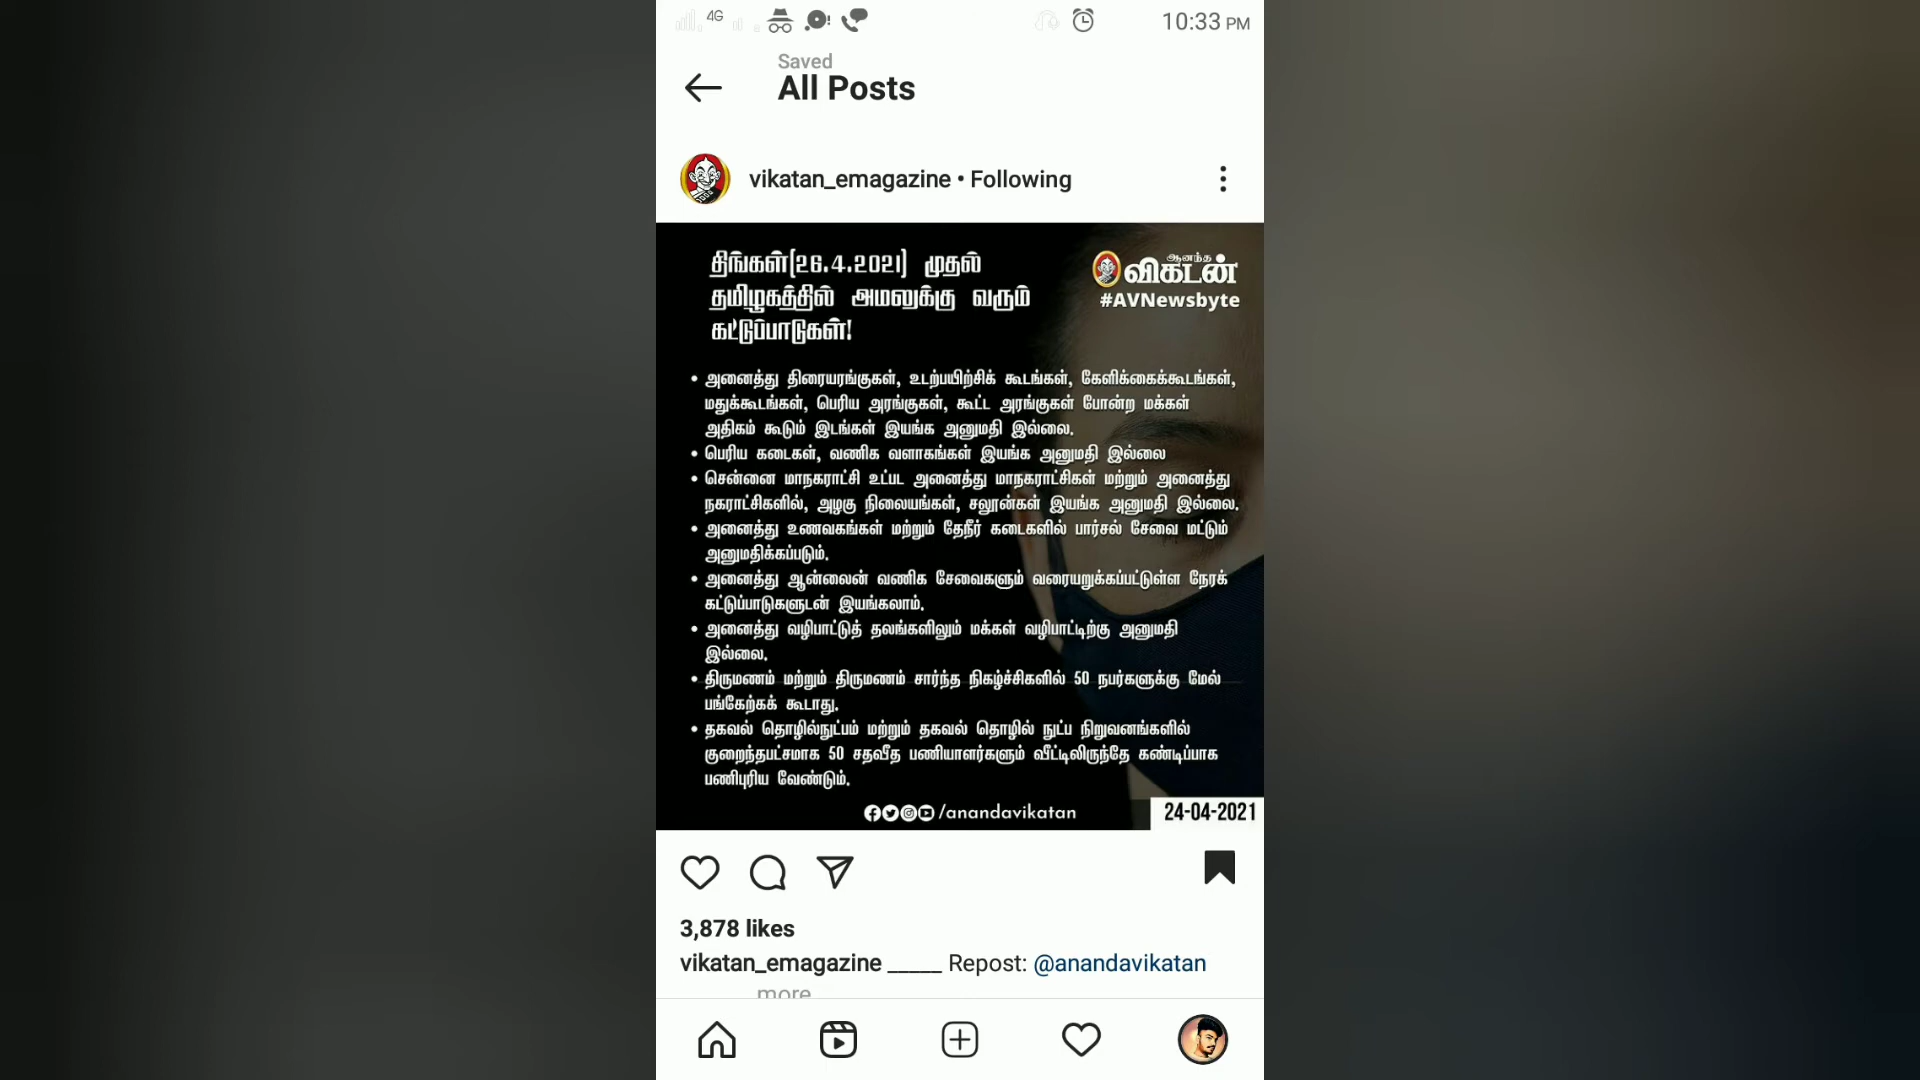 4G
10:33 PM
Saved
All Posts
vikatan_emagazine • Following
திங்கள்(26.4.2021) முதல்
தமிழகத்தில் அமலுக்கு வரும்
கட்டுப்பாடுகள்!
ஆனந்த
விகடன்
#AVNewsbyte
• அனைத்து திரையரங்குகள், உடற்பயிற்சிக் கூடங்கள், கேளிக்கைக்கூடங்கள்,
மதுக்கூடங்கள், பெரிய அரங்குகள், கூட்ட அரங்குகள் போன்ற மக்கள்
அதிகம் கூடும் இடங்கள் இயங்க அனுமதி இல்லை.
• பெரிய கடைகள், வணிக வளாகங்கள் இயங்க அனுமதி இல்லை
• சென்னை மாநகராட்சி உட்பட அனைத்து மாநகராட்சிகள் மற்றும் அனைத்து
நகராட்சிகளில், அழகு நிலையங்கள், சலூன்கள் இயங்க அனுமதி இல்லை.
• அனைத்து உணவகங்கள் மற்றும் தேநீர் கடைகளில் பார்சல் சேவை மட்டும்
அனுமதிக்கப்படும்.
• அனைத்து ஆன்லைன் வணிக சேவைகளும் வரையறுக்கப்பட்டுள்ள நேரக்
கட்டுப்பாடுகளுடன் இயங்கலாம்.
• அனைத்து வழிபாட்டுத் தலங்களிலும் மக்கள் வழிபாட்டிற்கு அனுமதி
இல்லை.
• திருமணம் மற்றும் திருமணம் சார்ந்த நிகழ்ச்சிகளில் 50 நபர்களுக்கு மேல்
பங்கேற்கக் கூடாது.
• தகவல் தொழில்நுட்பம் மற்றும் தகவல் தொழில் நுட்ப நிறுவனங்களில்
குறைந்தபட்சமாக 50 சதவீத பணியாளர்களும் வீட்டிலிருந்தே கண்டிப்பாக
பணிபுரிய வேண்டும்.
/anandavikatan
24-04-2021
3,878 likes
vikatan_emagazine _____ Repost: @anandavikatan
more